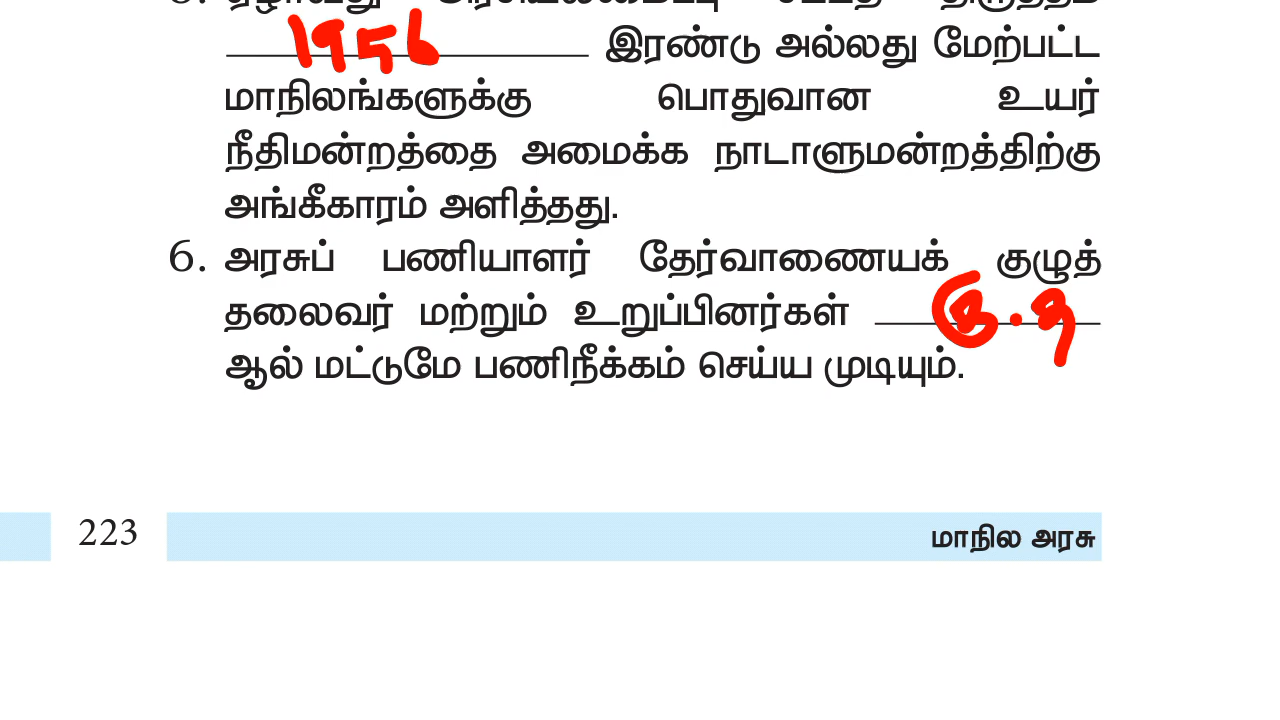 1956 இரண்டு அல்லது மேற்பட்ட
மாநிலங்களுக்கு பொதுவான உயர்
நீதிமன்றத்தை அமைக்க நாடாளுமன்றத்திற்கு
அங்கீகாரம் அளித்தது.
6. அரசுப் பணியாளர் தேர்வாணையக் குழுத்
தலைவர் மற்றும் உறுப்பினர்கள் கு.த
ஆல் மட்டுமே பணிநீக்கம் செய்ய முடியும்.
223 மாநில அரசு